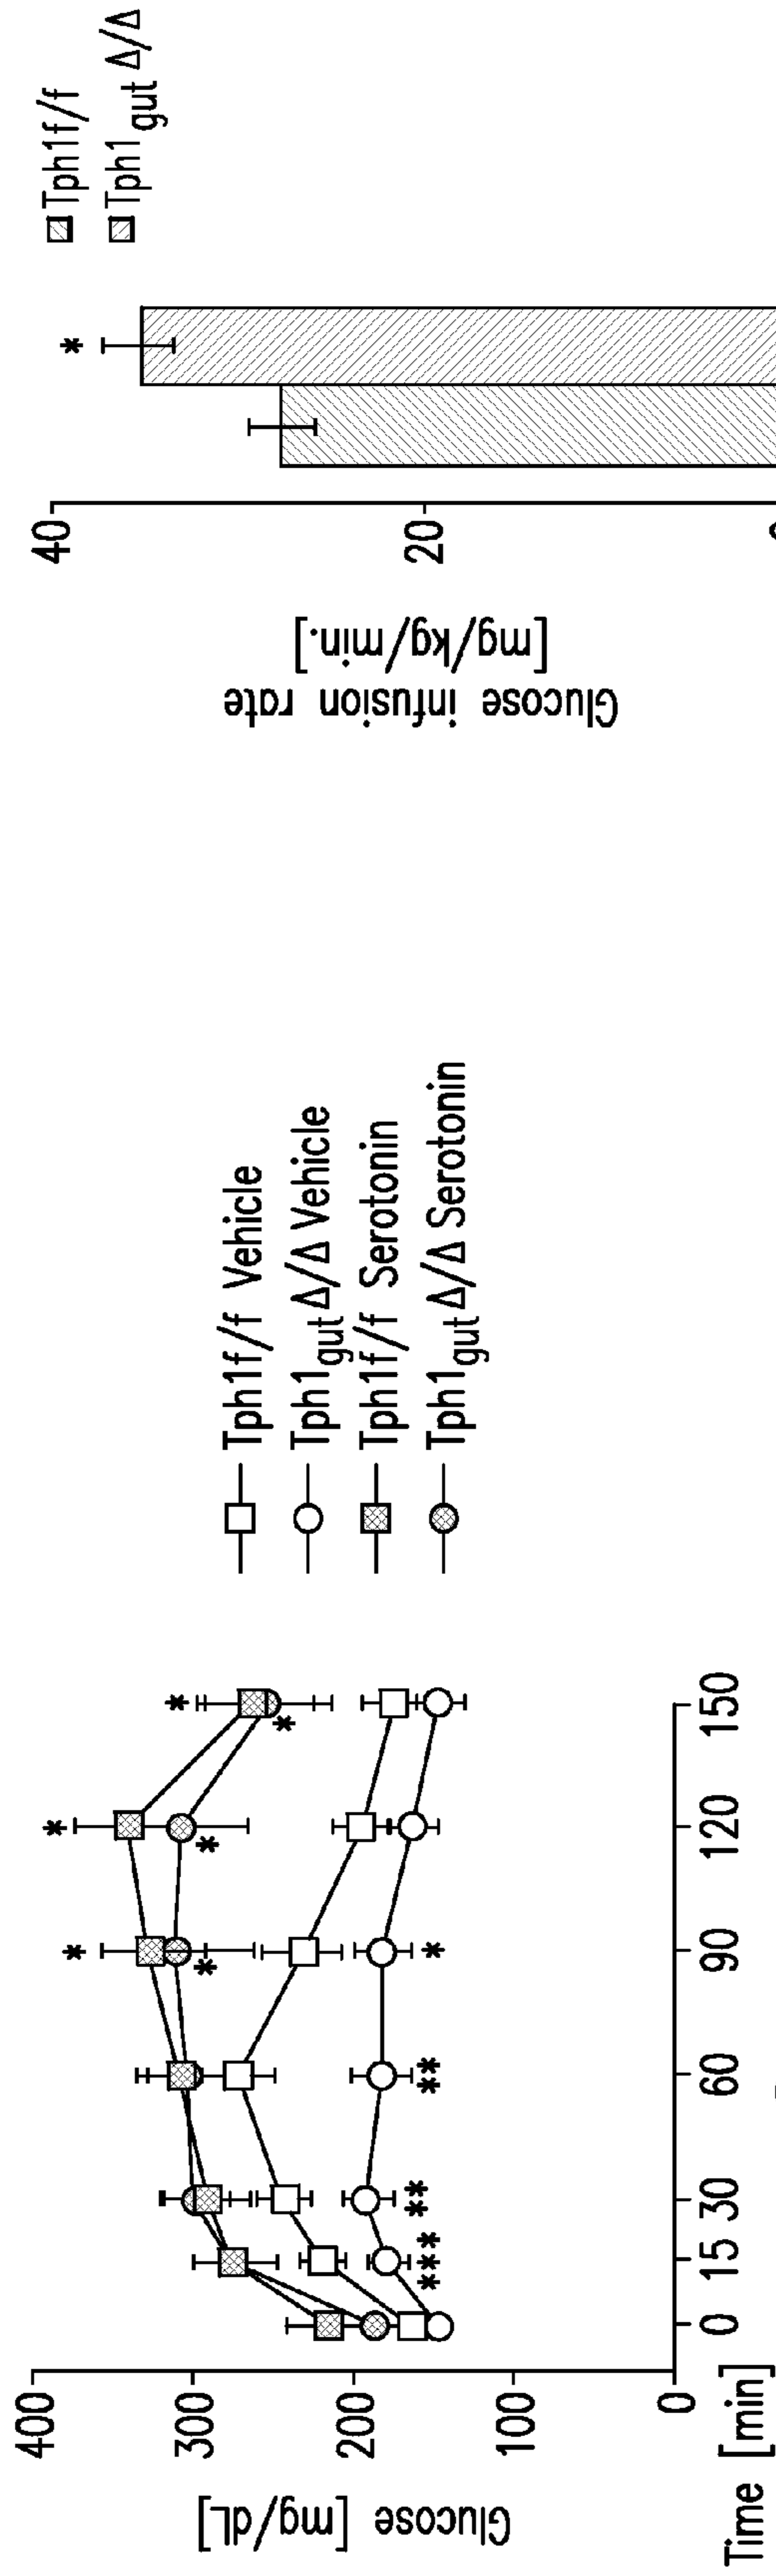 Glucose [mg/dL]
400
300
200
100
0
Time [min]
0 15 30 60 90 120 150
*
*
*
*
*
*
***
**
**
*
Tph1f/f Vehicle
Tph1gut Δ/Δ Vehicle
Tph1f/f Serotonin
Tph1gut Δ/Δ Serotonin
Glucose infusion rate
[mg/kg/min.]
40
20
*
Tph1f/f
Tph1gut Δ/Δ